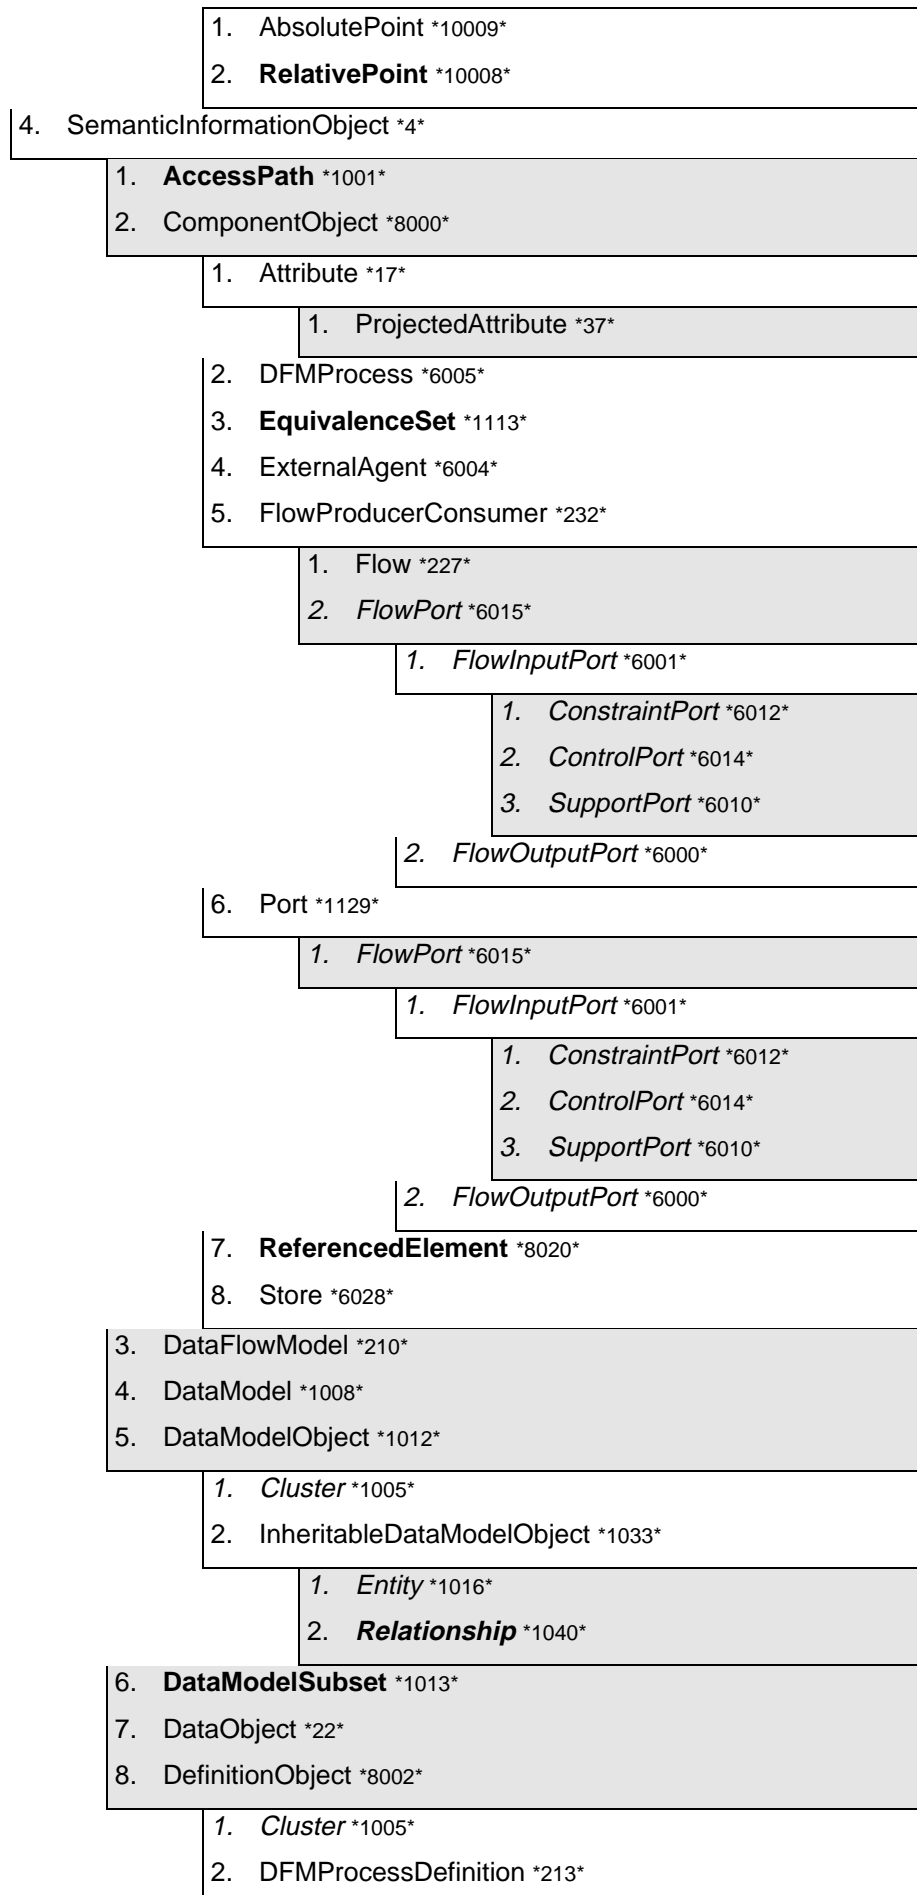 1. AbsolutePoint *10009*
2. RelativePoint *10008*
4. SemanticInformationObject *4*
1. AccessPath *1001*
2. ComponentObject *8000*
1. Attribute *17*
1. ProjectedAttribute *37*
2. DFMProcess *6005*
3. EquivalenceSet *1113*
4. ExternalAgent *6004*
5. FlowProducerConsumer *232*
1. Flow *227*
2. FlowPort *6015*
1. FlowInputPort *6001*
1. ConstraintPort *6012*
2. ControlPort *6014*
3. SupportPort *6010*
2. FlowOutputPort *6000*
6. Port *1129*
1. FlowPort *6015*
1. FlowInputPort *6001*
1. ConstraintPort *6012*
2. ControlPort *6014*
3. SupportPort *6010*
2. FlowOutputPort *6000*
7. ReferencedElement *8020*
8. Store *6028*
3. DataFlowModel *210*
4. DataModel *1008*
5. DataModelObject *1012*
1. Cluster *1005*
2. InheritableDataModelObject *1033*
1. Entity *1016*
2. Relationship *1040*
6. DataModelSubset *1013*
7. DataObject *22*
8. DefinitionObject *8002*
1. Cluster *1005*
2. DFMProcessDefinition *213*